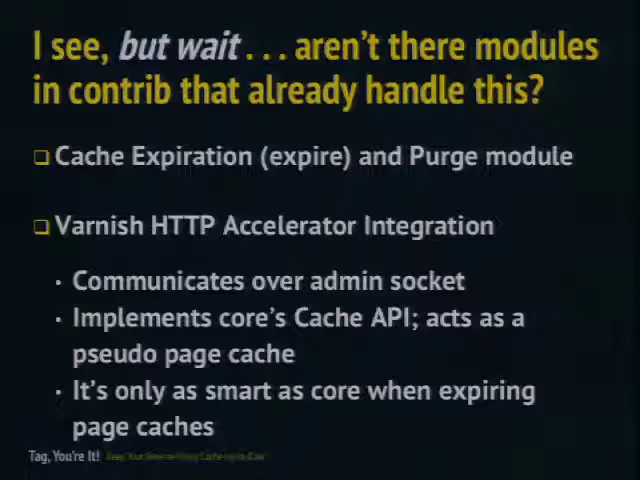 I see, but wait . . . aren't there modules
in contrib that already handle this?
Cache Expiration (expire) and Purge module
Varnish HTTP Accelerator Integration
• Communicates over admin socket
• Implements core's Cache API; acts as a
pseudo page cache
• It's only as smart as core when expiring
page caches
Tag, You're It!